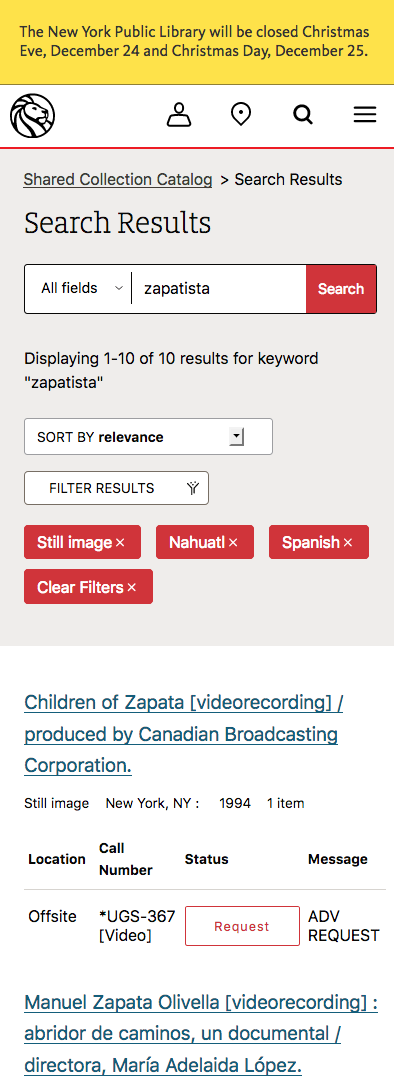 The New York Public Library will be closed Christmas
Eve, December 24 and Christmas Day, December 25.
Shared Collection Catalog > Search Results
Search Results
All fields zapatista Search
Displaying 1-10 of 10 results for keyword
"zapatista"
SORT BY relevance
FILTER RESULTS
Still image × Nahuatl × Spanish ×
Clear Filters ×
Children of Zapata [videorecording] /
produced by Canadian Broadcasting
Corporation.
Still image New York, NY : 1994 1 item
Location Call Number Status Message
Offsite *UGS-367 [Video] Request ADV REQUEST
Manuel Zapata Olivella [videorecording] :
abridor de caminos, un documental /
directora, María Adelaida López.